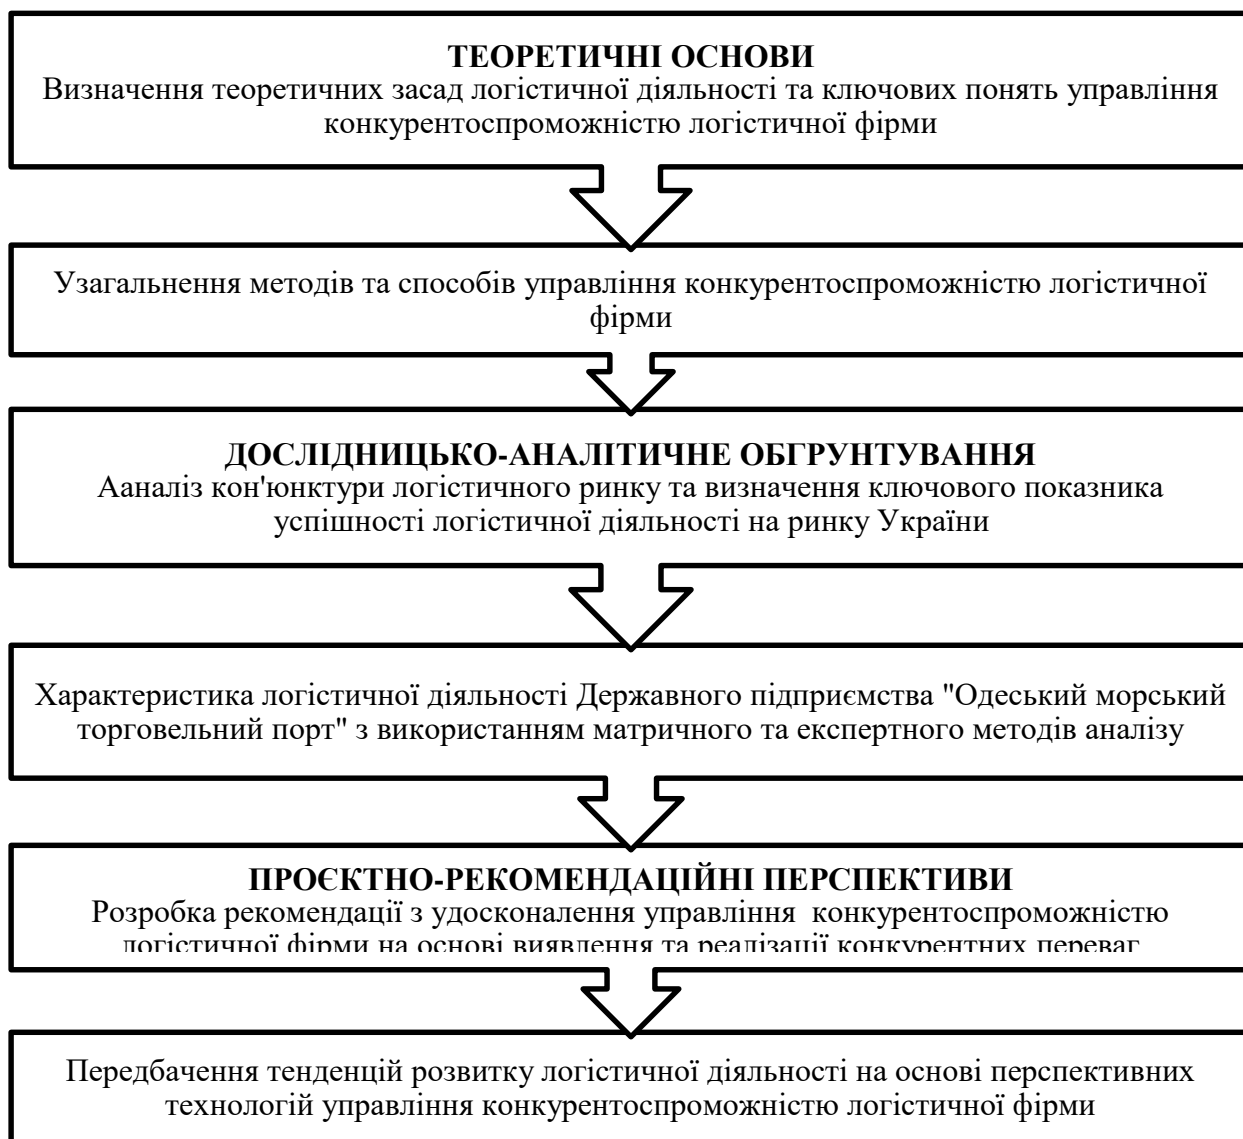 ТЕОРЕТИЧНІ ОСНОВИ
Визначення теоретичних засад логістичної діяльності та ключових понять управління
конкурентоспроможністю логістичної фірми
Узагальнення методів та способів управління конкурентоспроможністю логістичної
фірми
ДОСЛІДНИЦЬКО-АНАЛІТИЧНЕ ОБГРУНТУВАННЯ
Ааналіз кон'юнктури логістичного ринку та визначення ключового показника
успішності логістичної діяльності на ринку України
Характеристика логістичної діяльності Державного підприємства "Одеський морський
торговельний порт" з використанням матричного та експертного методів аналізу
ПРОЄКТНО-РЕКОМЕНДАЦІЙНІ ПЕРСПЕКТИВИ
Розробка рекомендації з удосконалення управління  конкурентоспроможністю
логістичної фірми на основі виявлення та реалізації конкурентних переваг
Передбачення тенденцій розвитку логістичної діяльності на основі перспективних
технологій управління конкурентоспроможністю логістичної фірми